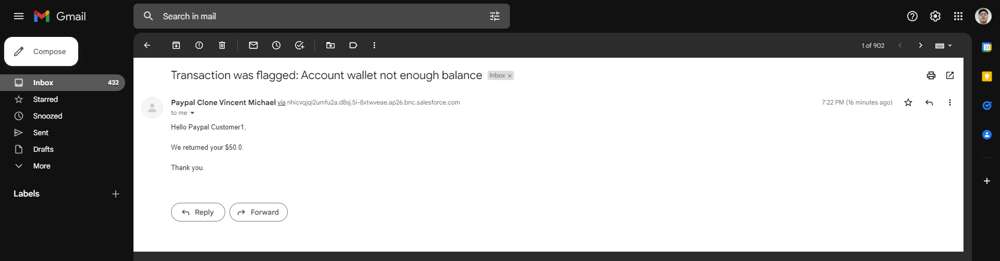 Gmail
Search in mail
Compose
1 of 902
31
Transaction was flagged: Account wallet not enough balance
Inbox ×
Inbox 432
Paypal Clone Vincent Michael via nhicvqjqi2umfu2a.d8sj.5i-8xtwveae.ap26.bnc.salesforce.com
7:22 PM (16 minutes ago)
Starred
to me
Snoozed
Hello Paypal Customer1,
Sent
Drafts
We returned your $50.0.
More
Thank you.
Labels
Reply
Forward